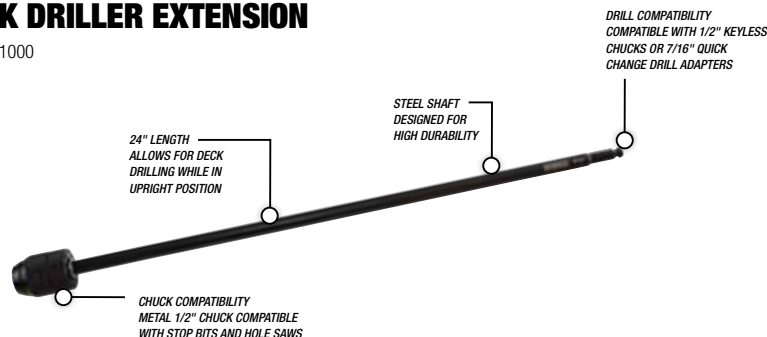 K DRILLER EXTENSION
1000
DRILL COMPATIBILITY
COMPATIBLE WITH 1/2" KEYLESS
CHUCKS OR 7/16" QUICK
CHANGE DRILL ADAPTERS
STEEL SHAFT
DESIGNED FOR
HIGH DURABILITY
24" LENGTH
ALLOWS FOR DECK
DRILLING WHILE IN
UPRIGHT POSITION
CHUCK COMPATIBILITY
METAL 1/2" CHUCK COMPATIBLE
WITH STOP BITS AND HOLE SAWS